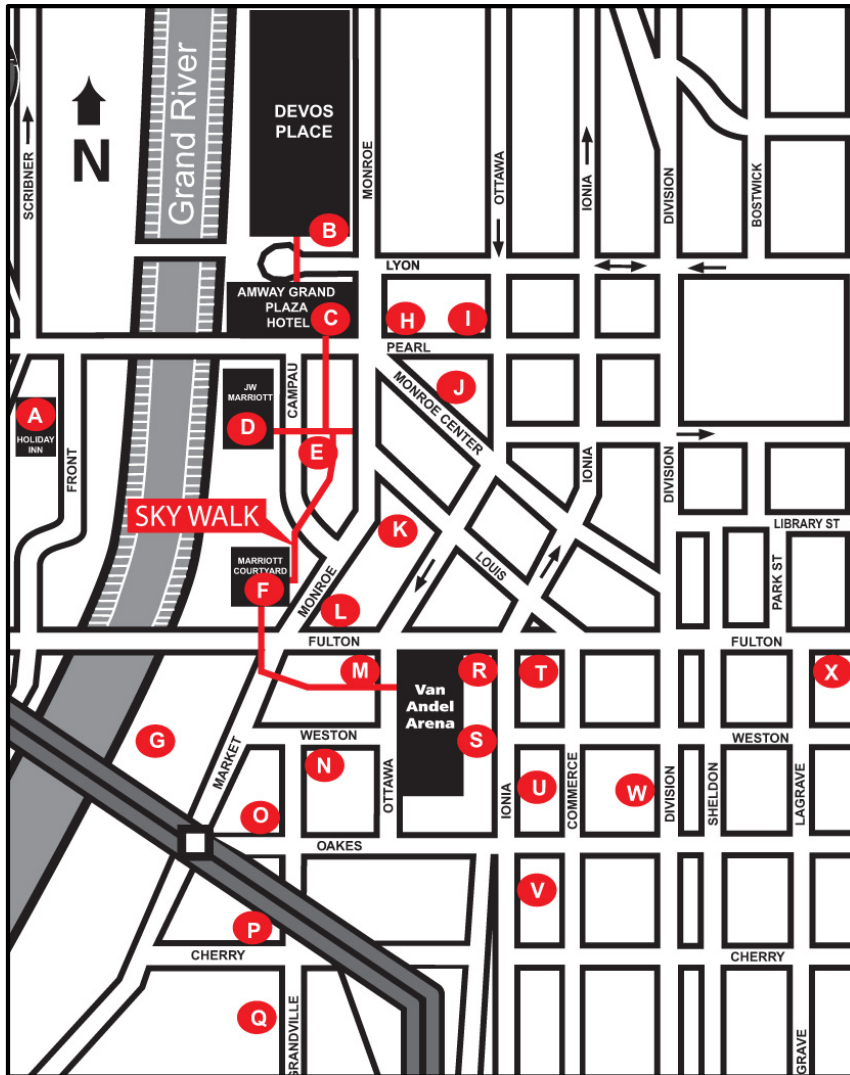 Grand River
DEVOS
PLACE
N
SCRIBNER
MONROE
OTTAWA
IONIA
DIVISION
BOSTWICK
B
LYON
AMWAY GRAND
PLAZA
HOTEL
C
H
I
PEARL
JW
MARRIOTT
CAMPAU
MONROE CENTER
J
A
HOLIDAY
INN
D
E
FRONT
IONIA
DIVISION
SKY WALK
K
LIBRARY ST
LOUIS
PARK ST
MARRIOTT
COURTYARD
F
MONROE
L
FULTON
FULTON
M
Van
Andel
Arena
R
T
X
G
WESTON
WESTON
S
MARKET
N
OTTAWA
IONIA
U
COMMERCE
W
DIVISION
SHELDON
LAGRAVE
O
OAKES
V
P
CHERRY
CHERRY
Q
GRANDVILLE
LAGRAVE